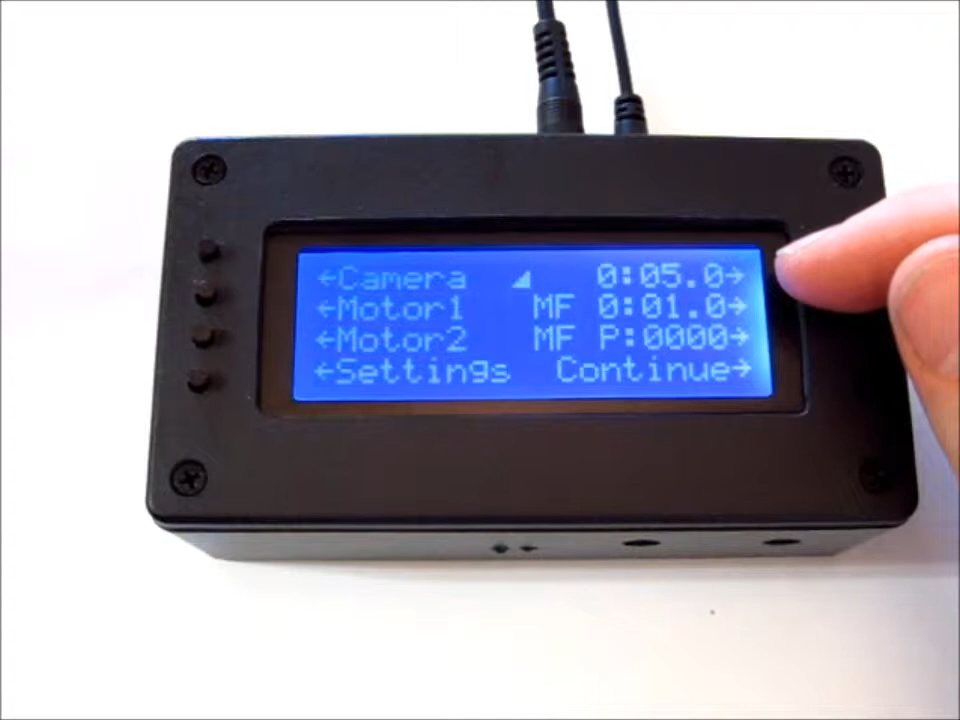 ←Camera ◢ 0:05.0→
←Motor1 MF 0:01.0→
←Motor2 MF P:0000→
←Settings Continue→